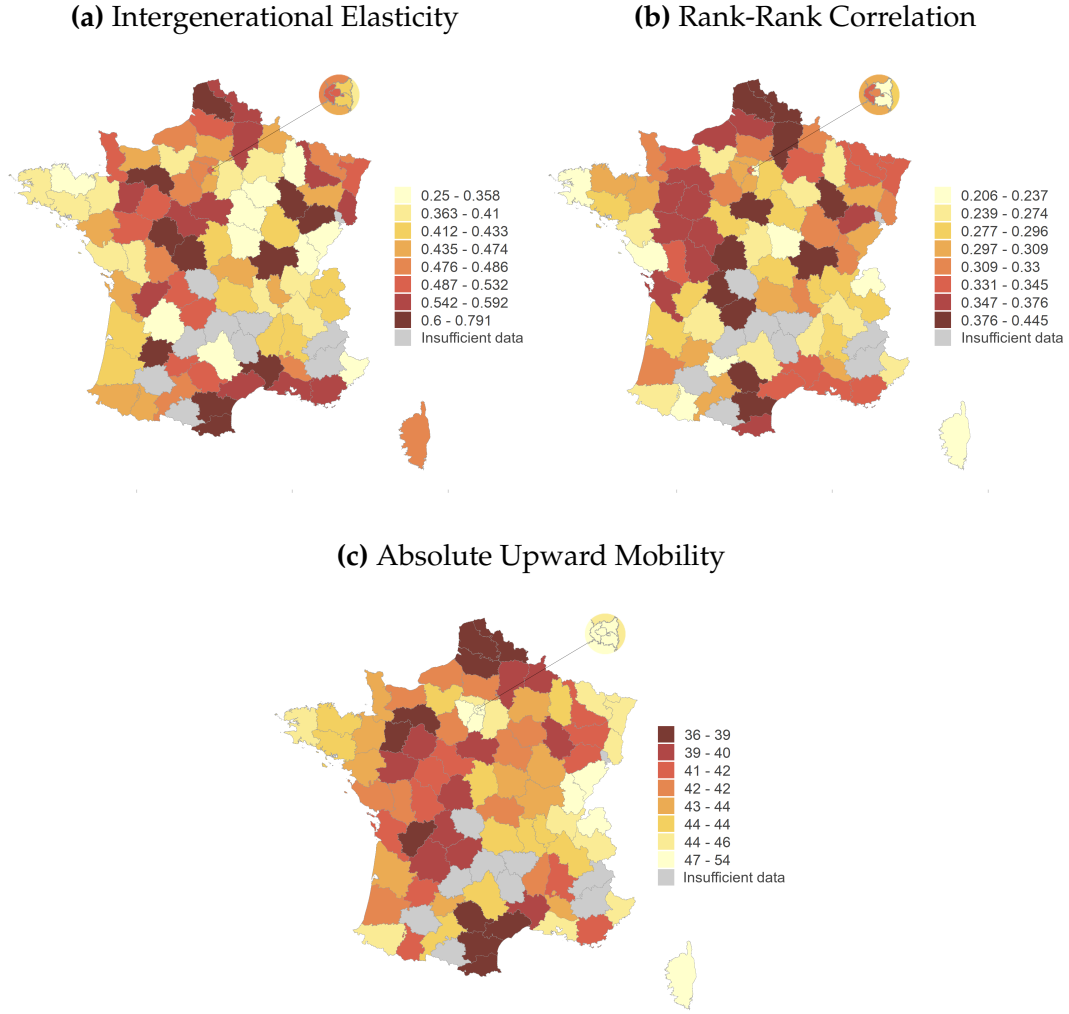 (a) Intergenerational Elasticity
(b) Rank-Rank Correlation
0.25 - 0.358
0.363 - 0.41
0.412 - 0.433
0.435 - 0.474
0.476 - 0.486
0.487 - 0.532
0.542 - 0.592
0.6 - 0.791
Insufficient data
0.206 - 0.237
0.239 - 0.274
0.277 - 0.296
0.297 - 0.309
0.309 - 0.33
0.331 - 0.345
0.347 - 0.376
0.376 - 0.445
Insufficient data
(c) Absolute Upward Mobility
36 - 39
39 - 40
41 - 42
42 - 42
43 - 44
44 - 44
44 - 46
47 - 54
Insufficient data